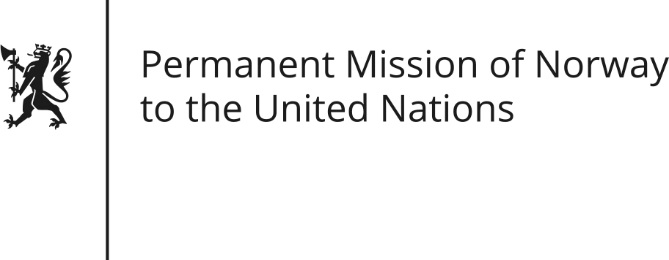 Permanent Mission of Norway
to the United Nations